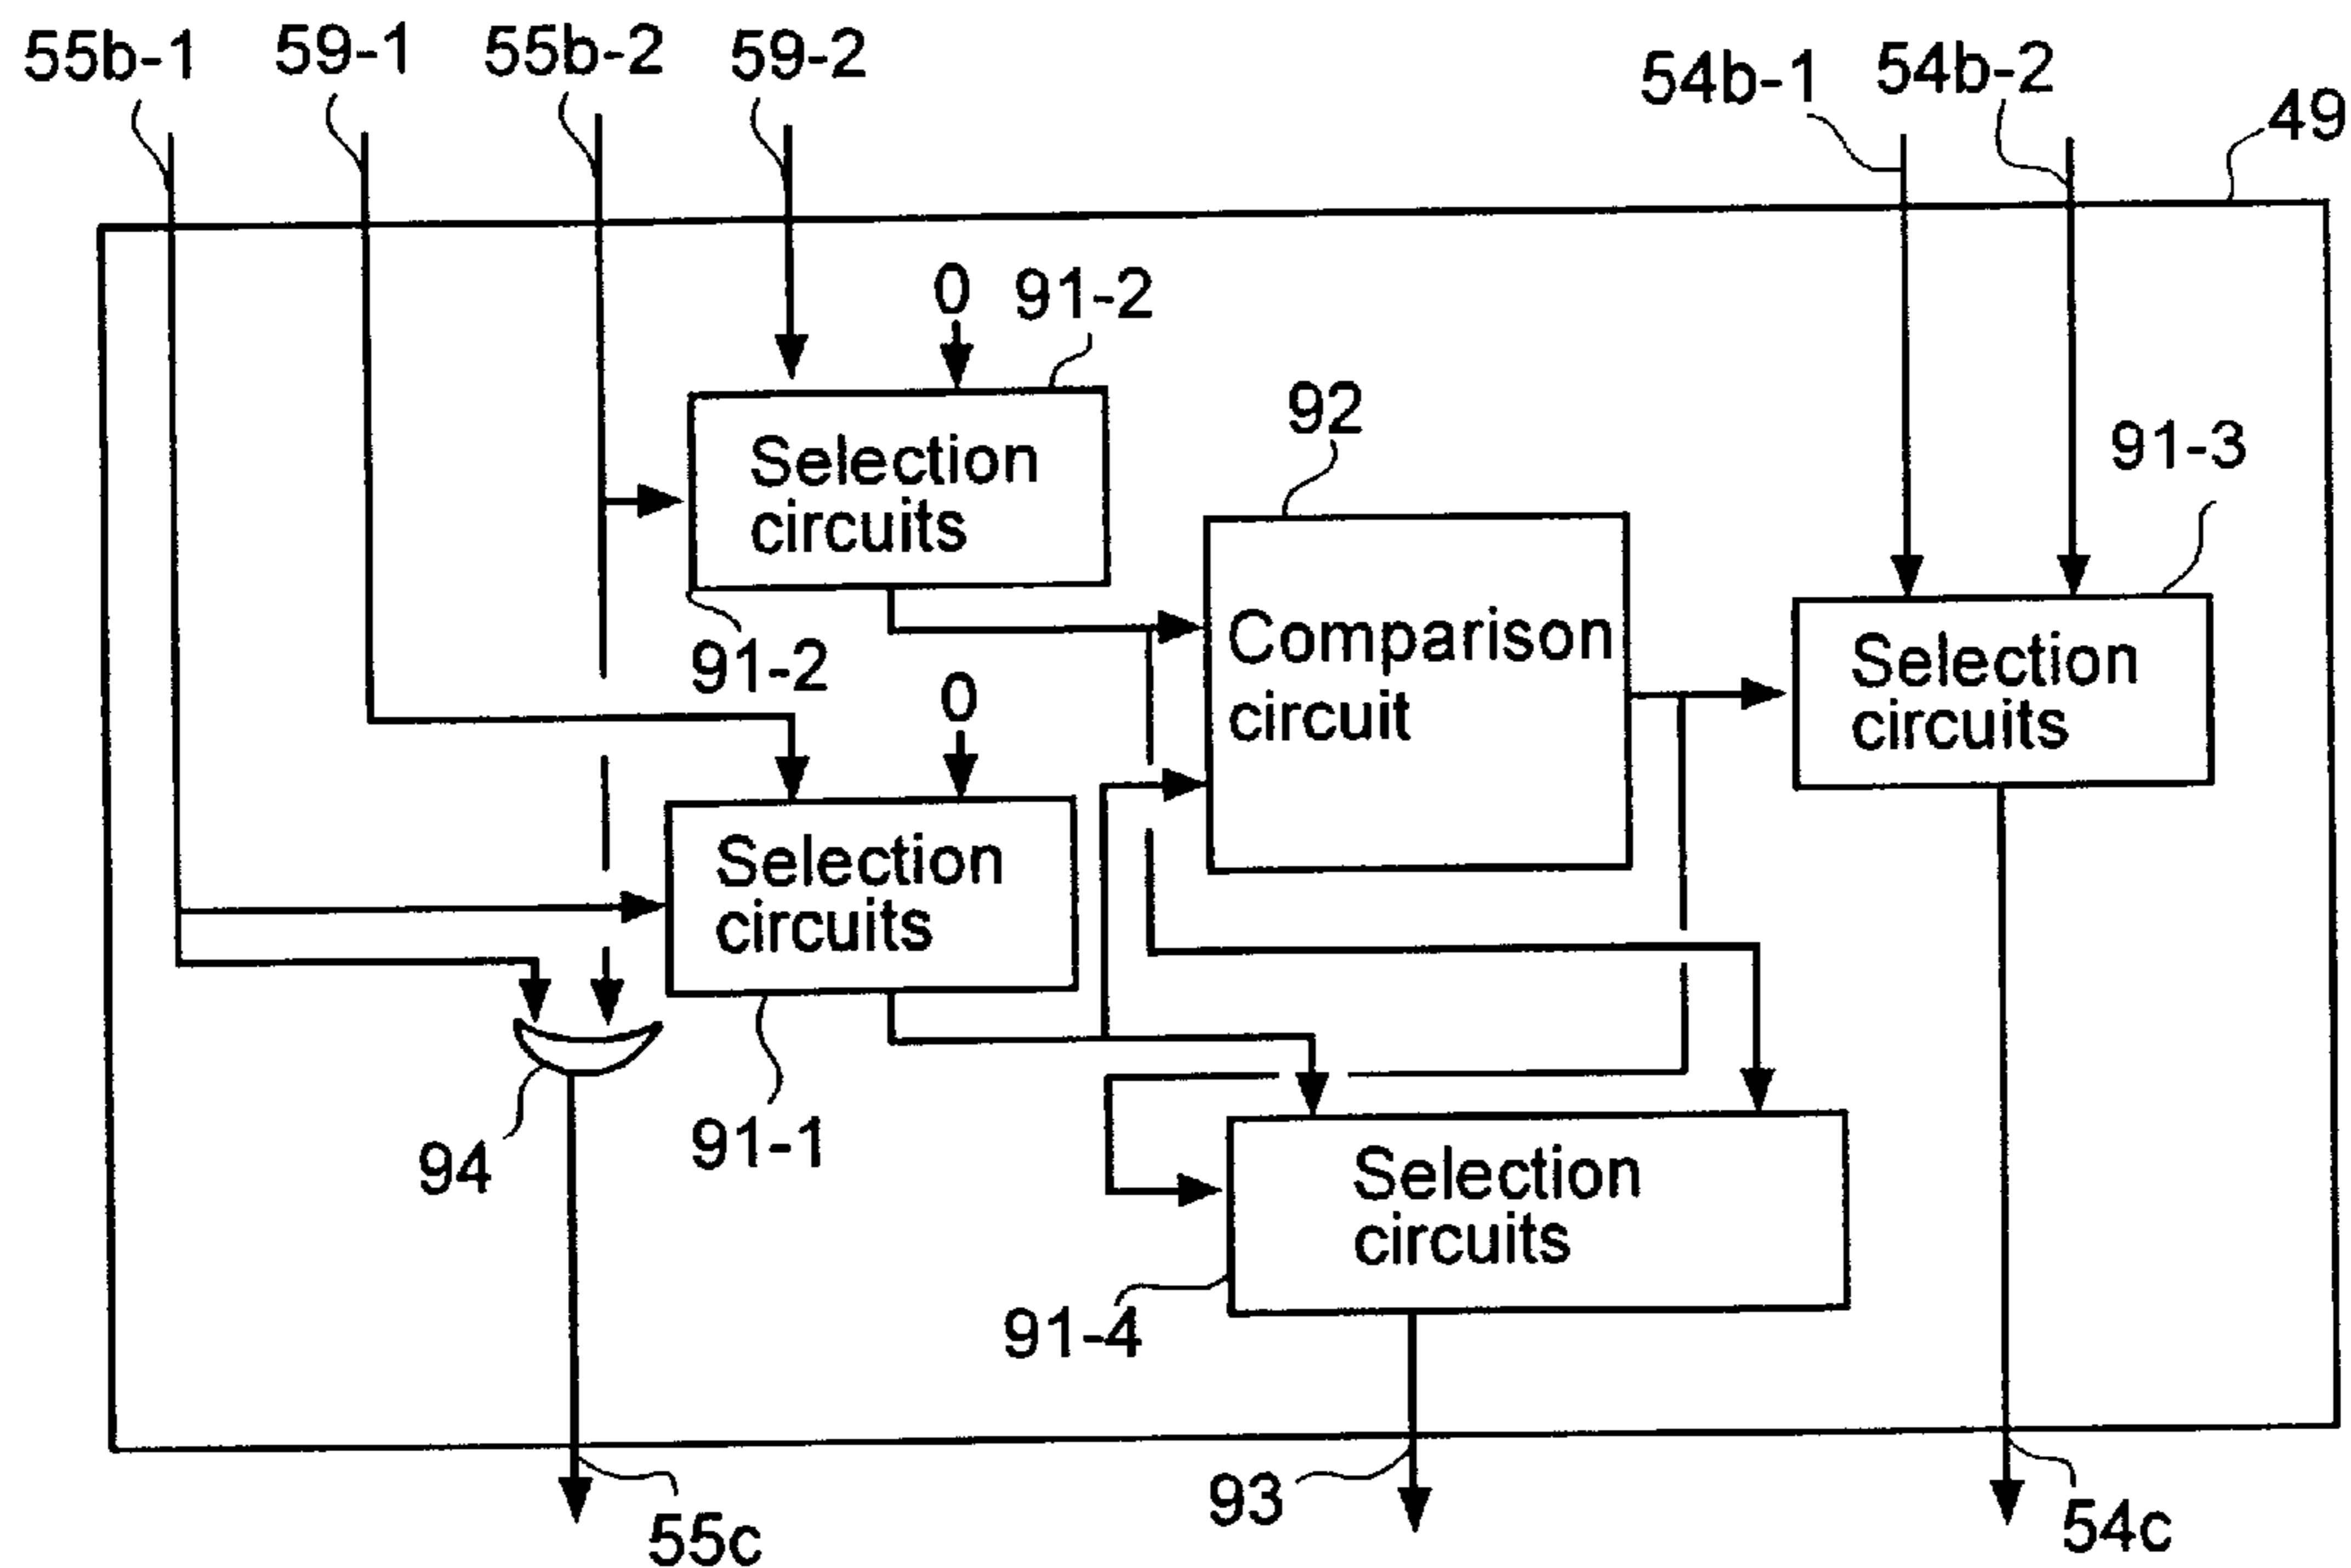 55b-1
59-1
55b-2
59-2
54b-1
54b-2
49
0
91-2
Selection
circuits
91-2
92
Comparison
circuit
91-3
Selection
circuits
0
Selection
circuits
91-1
94
Selection
circuits
91-4
55c
93
54c